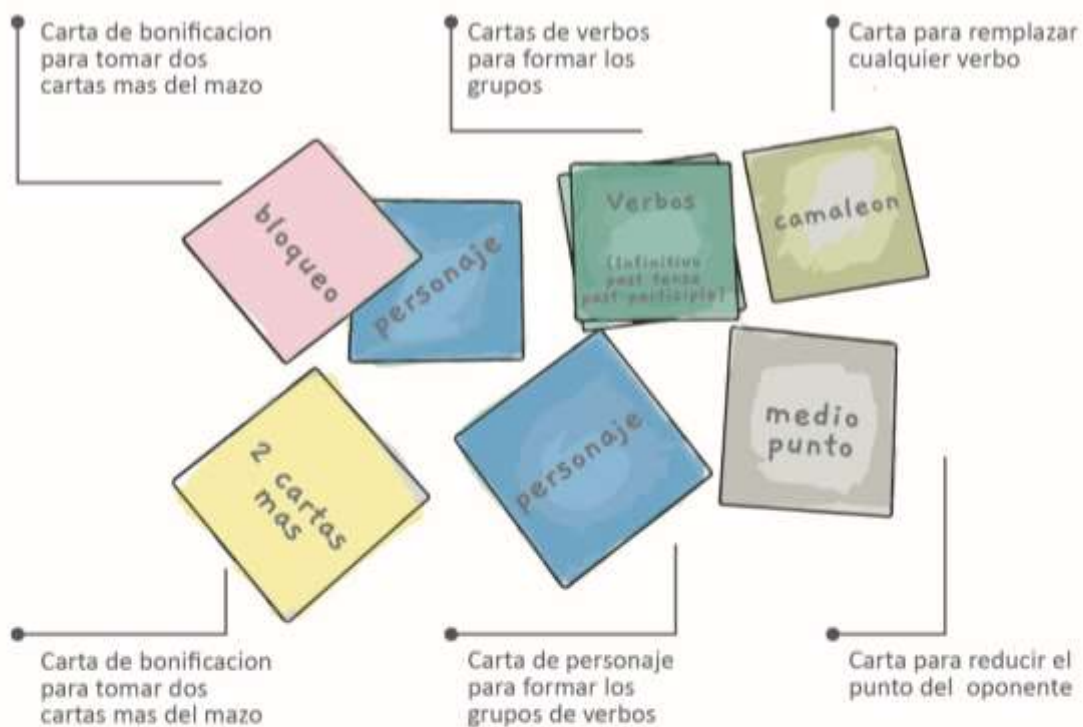 Carta de bonificacion
para tomar dos
cartas mas del mazo
Cartas de verbos
para formar los
grupos
Carta para remplazar
cualquier verbo
bloqueo
personaje
Verbos
(Infinitivo
past tense
past participle)
camaleon
2 cartas
mas
personaje
medio
punto
Carta de bonificacion
para tomar dos
cartas mas del mazo
Carta de personaje
para formar los
grupos de verbos
Carta para reducir el
punto del oponente